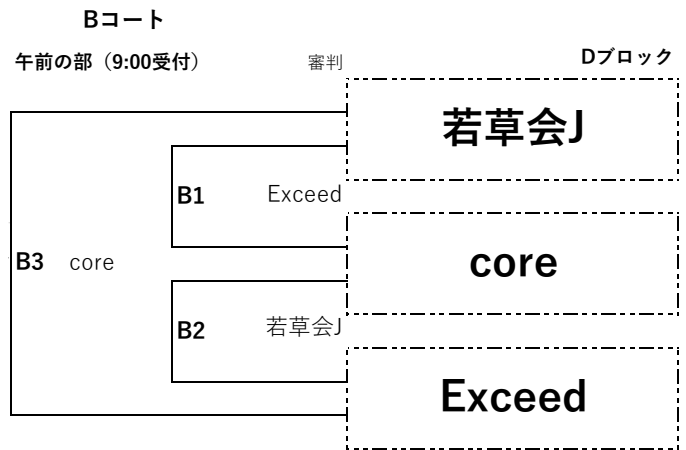 Bコート
午前の部（9:00受付）
審判
Dブロック
若草会J
B1
Exceed
core
B3
core
B2
若草会J
Exceed